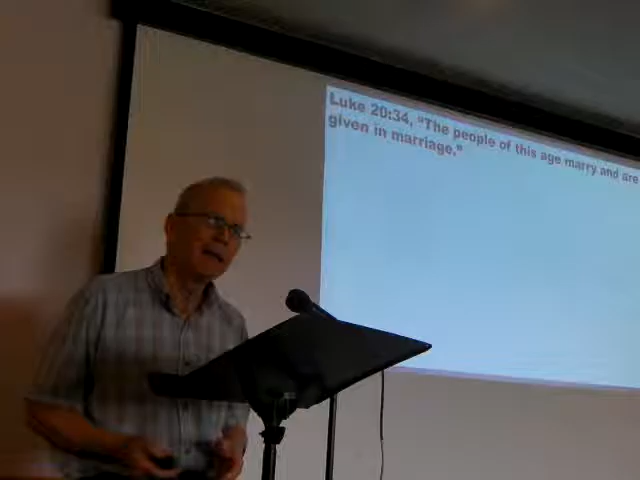 Luke 20:34, “The people of this age marry and are
given in marriage.”